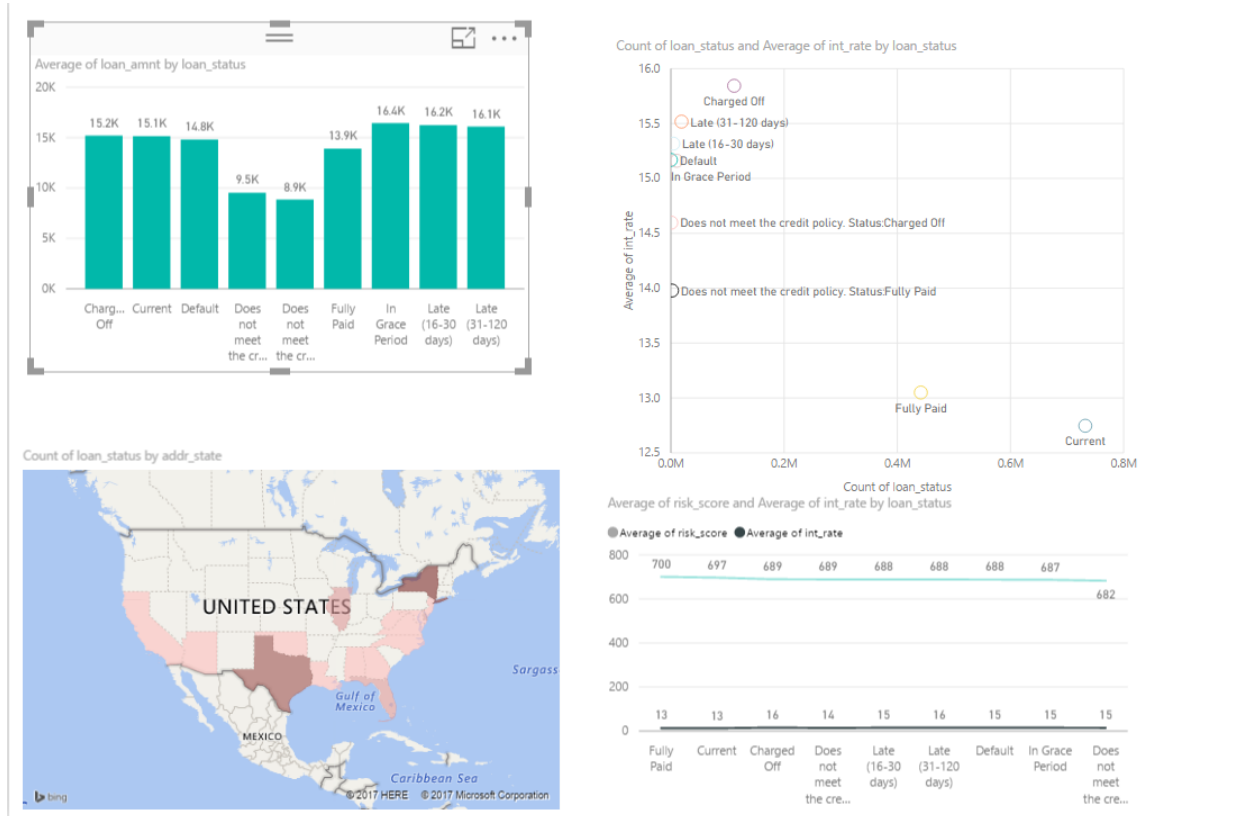 Average of loan_amnt by loan_status
20K
15K
10K
5K
0K
15.2K
15.1K
14.8K
9.5K
8.9K
13.9K
16.4K
16.2K
16.1K
Charg...
Off
Current
Default
Does
not
meet
the cr...
Does
not
meet
the cr...
Fully
Paid
In
Grace
Period
Late
(16-30
days)
Late
(31-120
days)
Count of loan_status and Average of int_rate by loan_status
Average of int_rate
16.0
15.5
15.0
14.5
14.0
13.5
13.0
12.5
Charged Off
Late (31-120 days)
Late (16-30 days)
Default
In Grace Period
Does not meet the credit policy. Status:Charged Off
Does not meet the credit policy. Status:Fully Paid
Fully Paid
Current
0.0M
0.2M
0.4M
0.6M
0.8M
Count of loan_status
Count of loan_status by addr_state
UNITED STATES
Sargass
Gulf of
Mexico
MEXICO
Caribbean Sea
bing
© 2017 HERE © 2017 Microsoft Corporation
Average of risk_score and Average of int_rate by loan_status
Average of risk_score Average of int_rate
800
600
400
200
0
700
697
689
689
688
688
688
687
682
13
13
16
14
15
16
15
15
15
Fully
Paid
Current
Charged
Off
Does
not
meet
the cre...
Late
(16-30
days)
Late
(31-120
days)
Default
In Grace
Period
Does
not
meet
the cre...